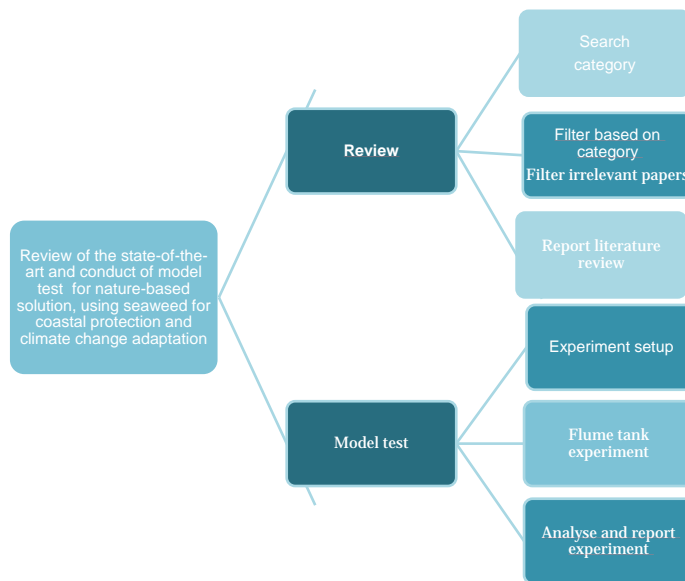 Review of the state-of-the-
art and conduct of model
test for nature-based
solution, using seaweed for
coastal protection and
climate change adaptation
Review
Search
category
Filter based on
category
Filter irrelevant papers
Report literature
review
Model test
Experiment setup
Flume tank
experiment
Analyse and report
experiment